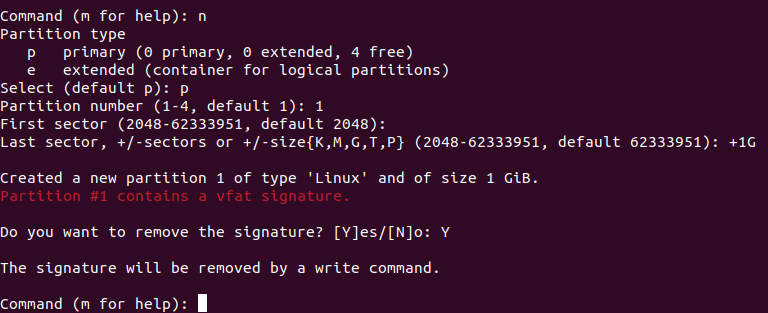 Command (m for help): n
Partition type
   p   primary (0 primary, 0 extended, 4 free)
   e   extended (container for logical partitions)
Select (default p): p
Partition number (1-4, default 1): 1
First sector (2048-62333951, default 2048):
Last sector, +/-sectors or +/-size{K,M,G,T,P} (2048-62333951, default 62333951): +1G
Created a new partition 1 of type 'Linux' and of size 1 GiB.
Partition #1 contains a vfat signature.
Do you want to remove the signature? [Y]es/[N]o: Y
The signature will be removed by a write command.
Command (m for help):